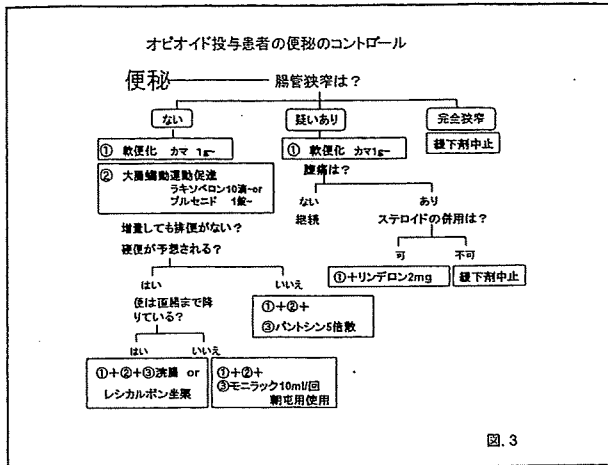 オピオイド投与患者の便秘のコントロール
便秘 腸管狭窄は？
ない 疑いあり 完全狭窄
① 軟便化 カマ 1g~ ① 軟便化 カマ1g~ 緩下剤中止
② 大腸蠕動運動促進
ラキソベロン10滴~or
プルセニド 1錠~
腹痛は？
ない あり
継続 ステロイドの併用は？
可 不可
①＋リンデロン2mg 緩下剤中止
増量しても排便がない？
硬便が予想される？
はい いいえ
便は直腸まで降
りている？
①＋②＋
③パントシン5倍散
はい いいえ
①＋②＋③浣腸 or
レシカルボン坐薬
①＋②＋
③モニラック10ml/回
朝屯用使用
図. 3